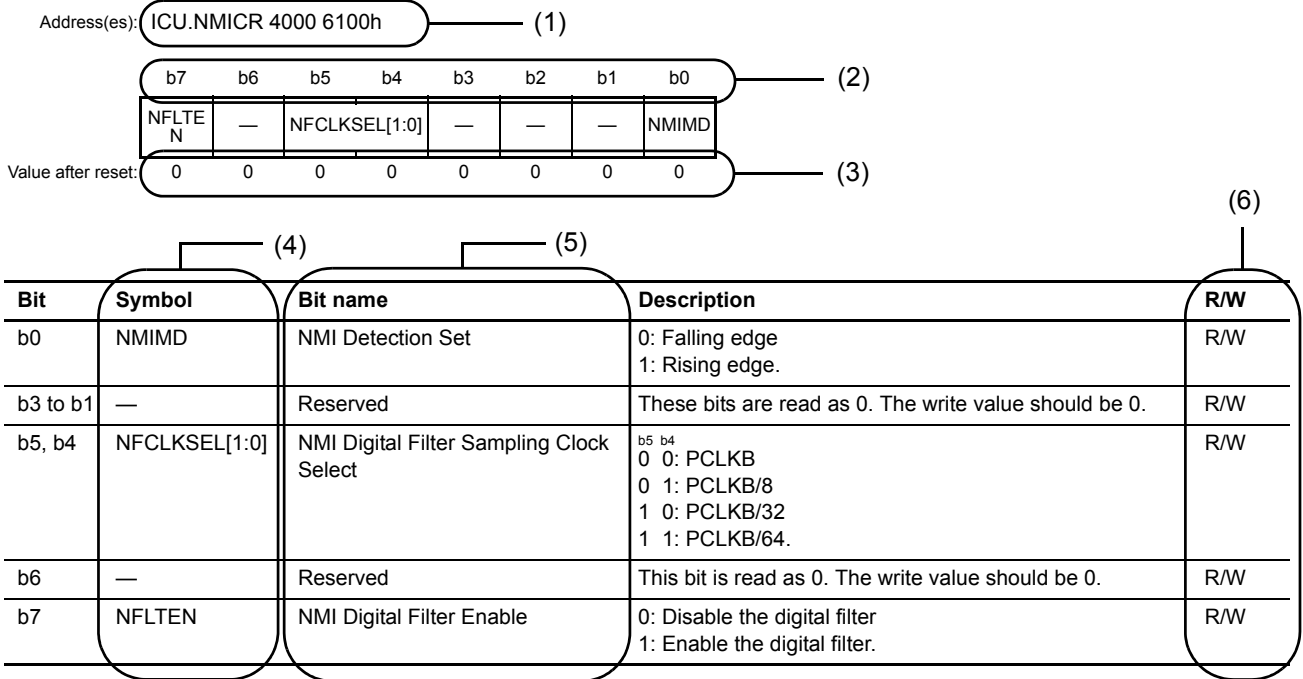 Address(es): ICU.NMICR 4000 6100h (1)
b7 b6 b5 b4 b3 b2 b1 b0 (2)
NFLTE
N — NFCLKSEL[1:0] — — — NMIMD
Value after reset: 0 0 0 0 0 0 0 0 (3)
(6)
(4) (5)
Bit Symbol Bit name Description R/W
b0 NMIMD NMI Detection Set 0: Falling edge R/W
1: Rising edge.
b3 to b1 — Reserved These bits are read as 0. The write value should be 0. R/W
b5, b4 NFCLKSEL[1:0] NMI Digital Filter Sampling Clock b5 b4 R/W
Select 0 0: PCLKB
0 1: PCLKB/8
1 0: PCLKB/32
1 1: PCLKB/64.
b6 — Reserved This bit is read as 0. The write value should be 0. R/W
b7 NFLTEN NMI Digital Filter Enable 0: Disable the digital filter R/W
1: Enable the digital filter.